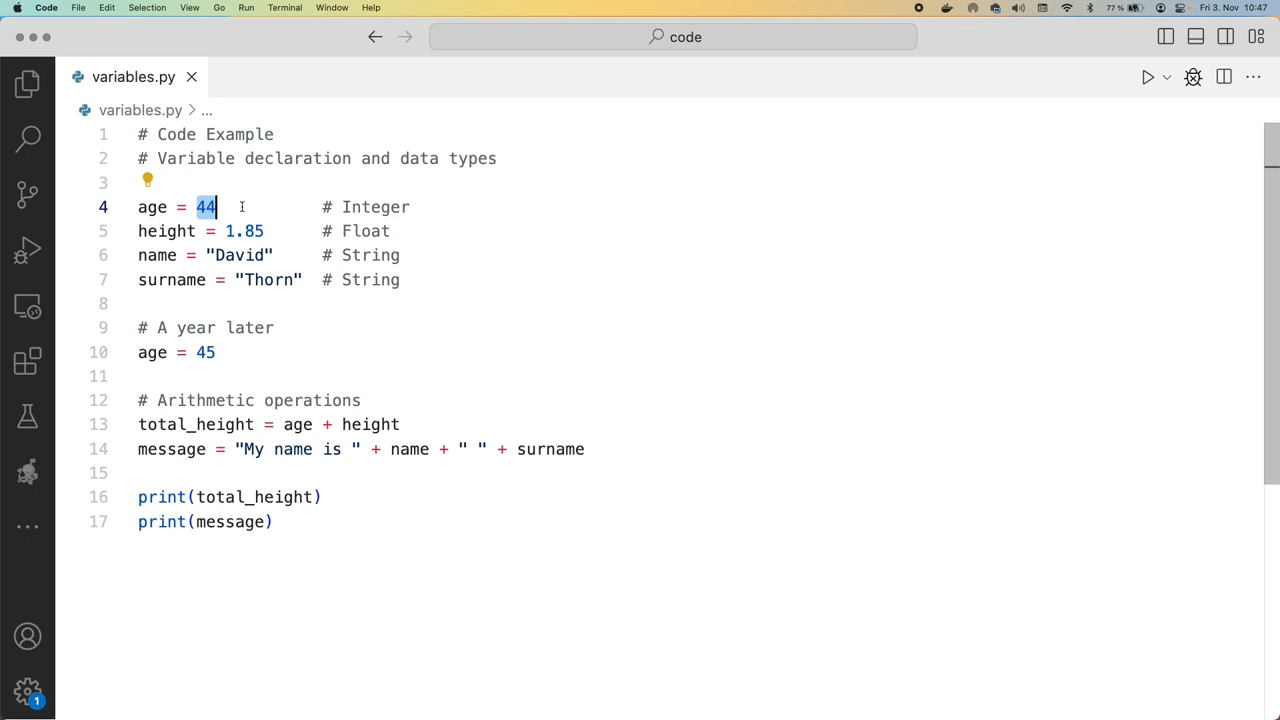 Code File Edit Selection View Go Run Terminal Window Help 77 % Fri 3. Nov 10:47
code
variables.py
variables.py > ...
1 # Code Example
2 # Variable declaration and data types
3
4 age = 44 # Integer
5 height = 1.85 # Float
6 name = "David" # String
7 surname = "Thorn" # String
8
9 # A year later
10 age = 45
11
12 # Arithmetic operations
13 total_height = age + height
14 message = "My name is " + name + " " + surname
15
16 print(total_height)
17 print(message)
1